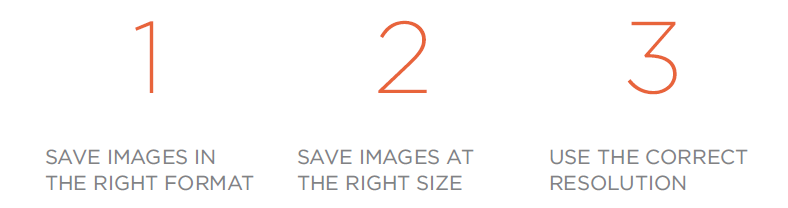 1
SAVE IMAGES IN
THE RIGHT FORMAT
2
SAVE IMAGES AT
THE RIGHT SIZE
3
USE THE CORRECT
RESOLUTION